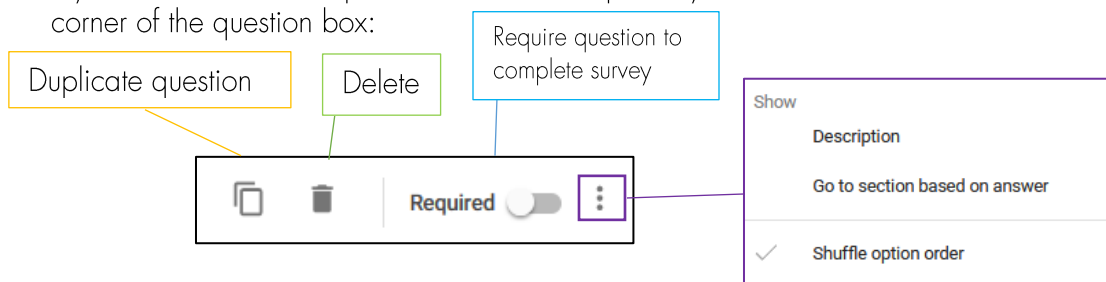 corner of the question box:
Require question to
complete survey
Duplicate question
Delete
Show
Description
Go to section based on answer
Required
Shuffle option order